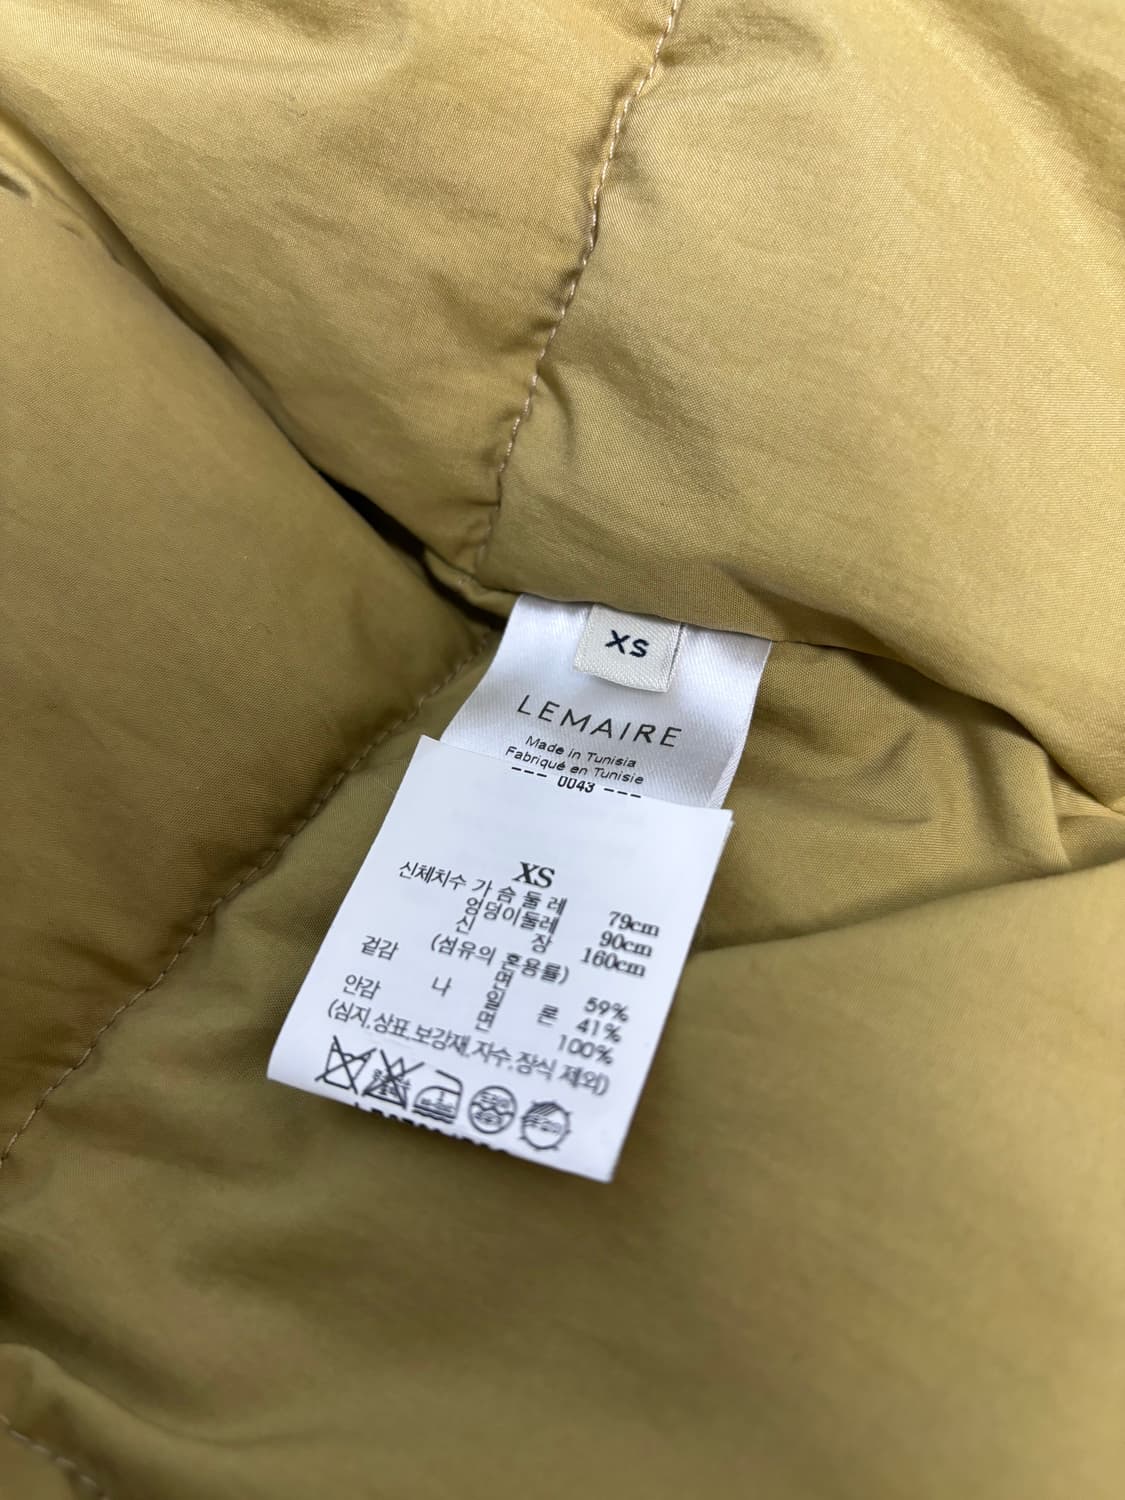 XS
LEMAIRE
Made in Tunisia
Fabriqué en Tunisie
--- 0043 ---
XS
신체치수 가 슴 둘 레 79cm
엉덩이둘레 90cm
신 장 160cm
(섬유의 혼용률)
겉감 면 59%
나 일 론 41%
안감 면 100%
(심지,상표,보강재,자수,장식 제외)